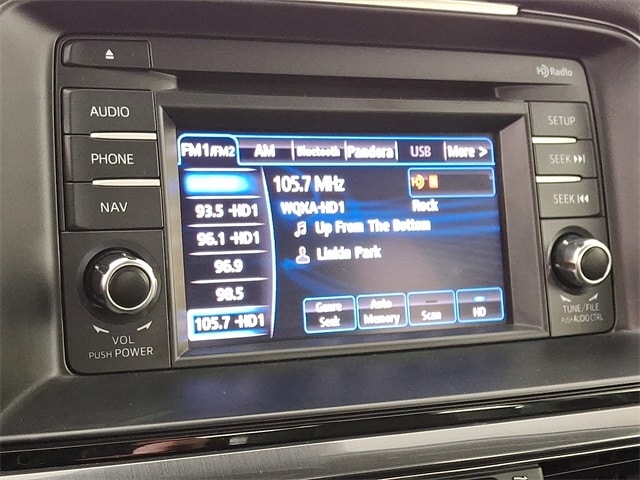 HD Radio
AUDIO
PHONE
NAV
VOL
PUSH POWER
FM1/FM2 AM Bluetooth Pandora USB More >
93.5 -HD1
96.1 -HD1
96.9
98.5
105.7 -HD1
105.7 MHz
WQXA-HD1
Rock
Up From The Bottom
Linkin Park
Genre Seek
Auto Memory
Scan
HD
SETUP
SEEK
SEEK
TUNE/FILE
PUSH AUDIO CTRL